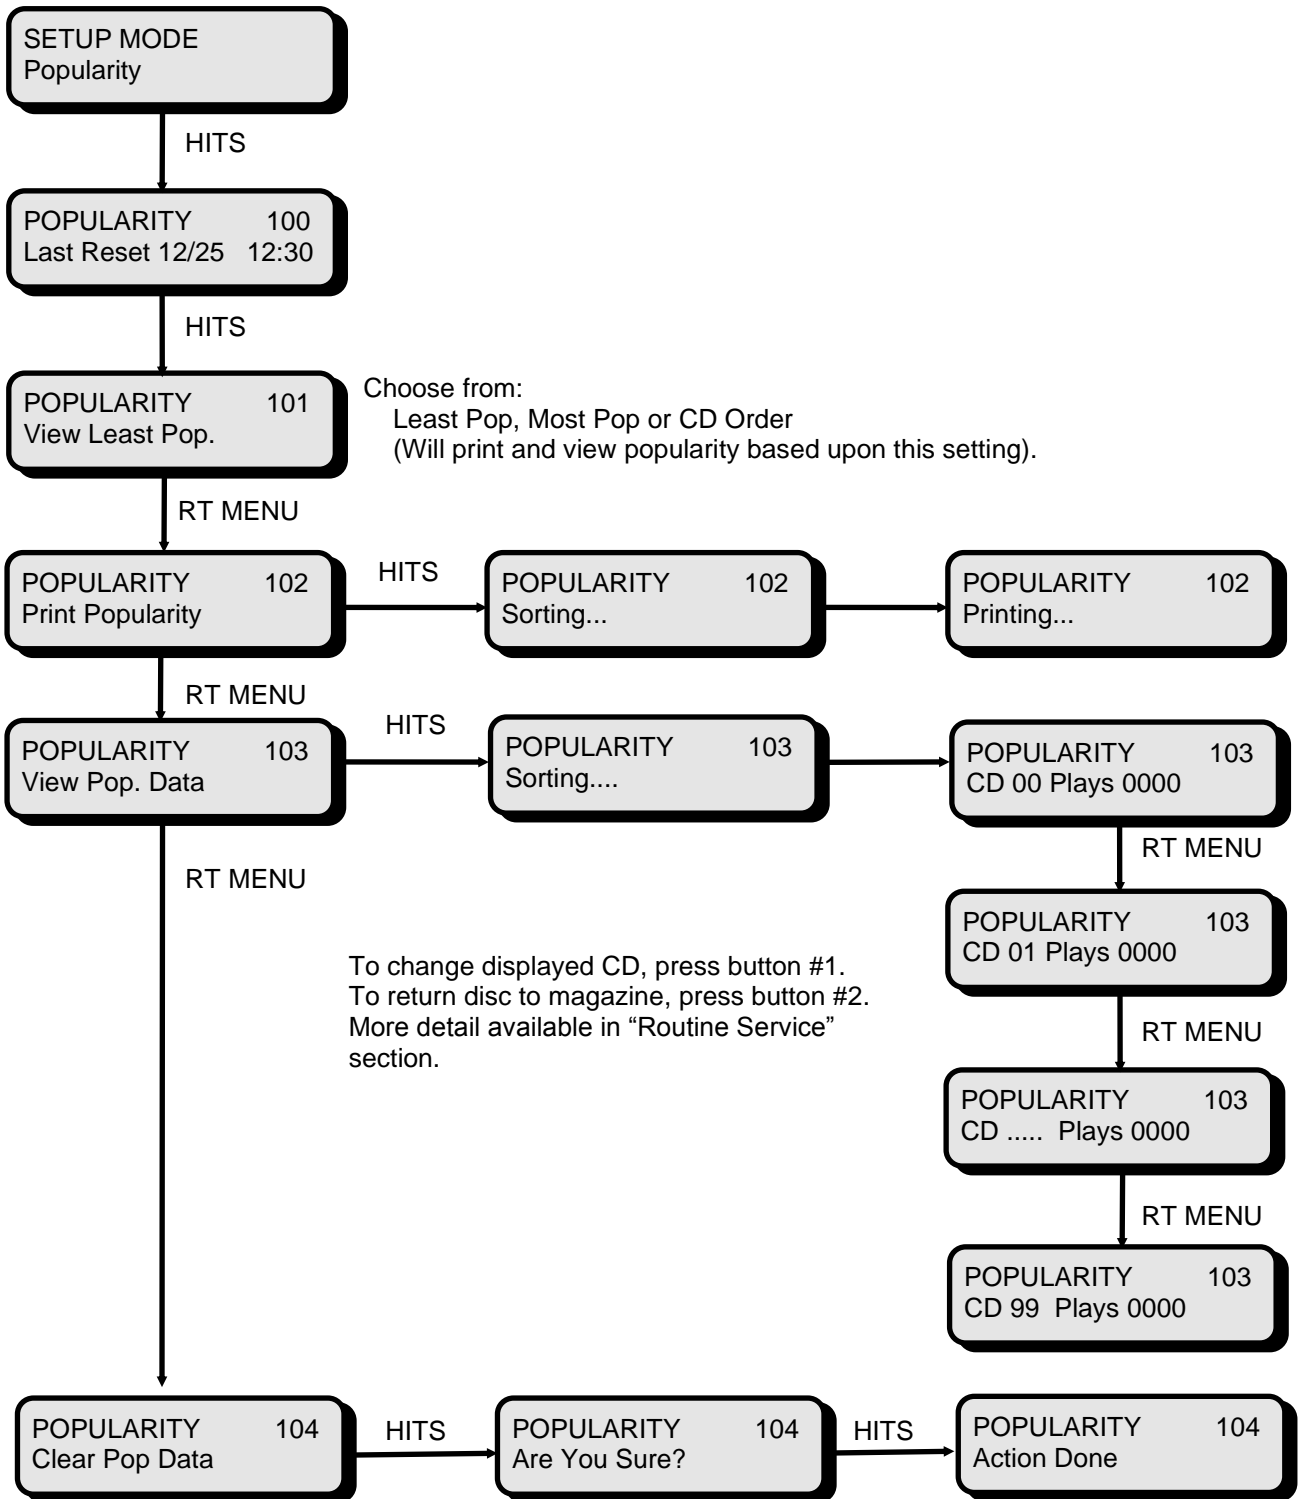 SETUP MODE
Popularity
HITS
POPULARITY 100
Last Reset 12/25 12:30
HITS
POPULARITY 101
View Least Pop.
Choose from:
Least Pop, Most Pop or CD Order
(Will print and view popularity based upon this setting).
RT MENU
POPULARITY 102
Print Popularity
HITS
POPULARITY 102
Sorting...
POPULARITY 102
Printing...
RT MENU
POPULARITY 103
View Pop. Data
HITS
POPULARITY 103
Sorting....
POPULARITY 103
CD 00 Plays 0000
RT MENU
POPULARITY 103
CD 01 Plays 0000
RT MENU
POPULARITY 103
CD ..... Plays 0000
RT MENU
POPULARITY 103
CD 99 Plays 0000
RT MENU
To change displayed CD, press button #1.
To return disc to magazine, press button #2.
More detail available in “Routine Service”
section.
POPULARITY 104
Clear Pop Data
HITS
POPULARITY 104
Are You Sure?
HITS
POPULARITY 104
Action Done